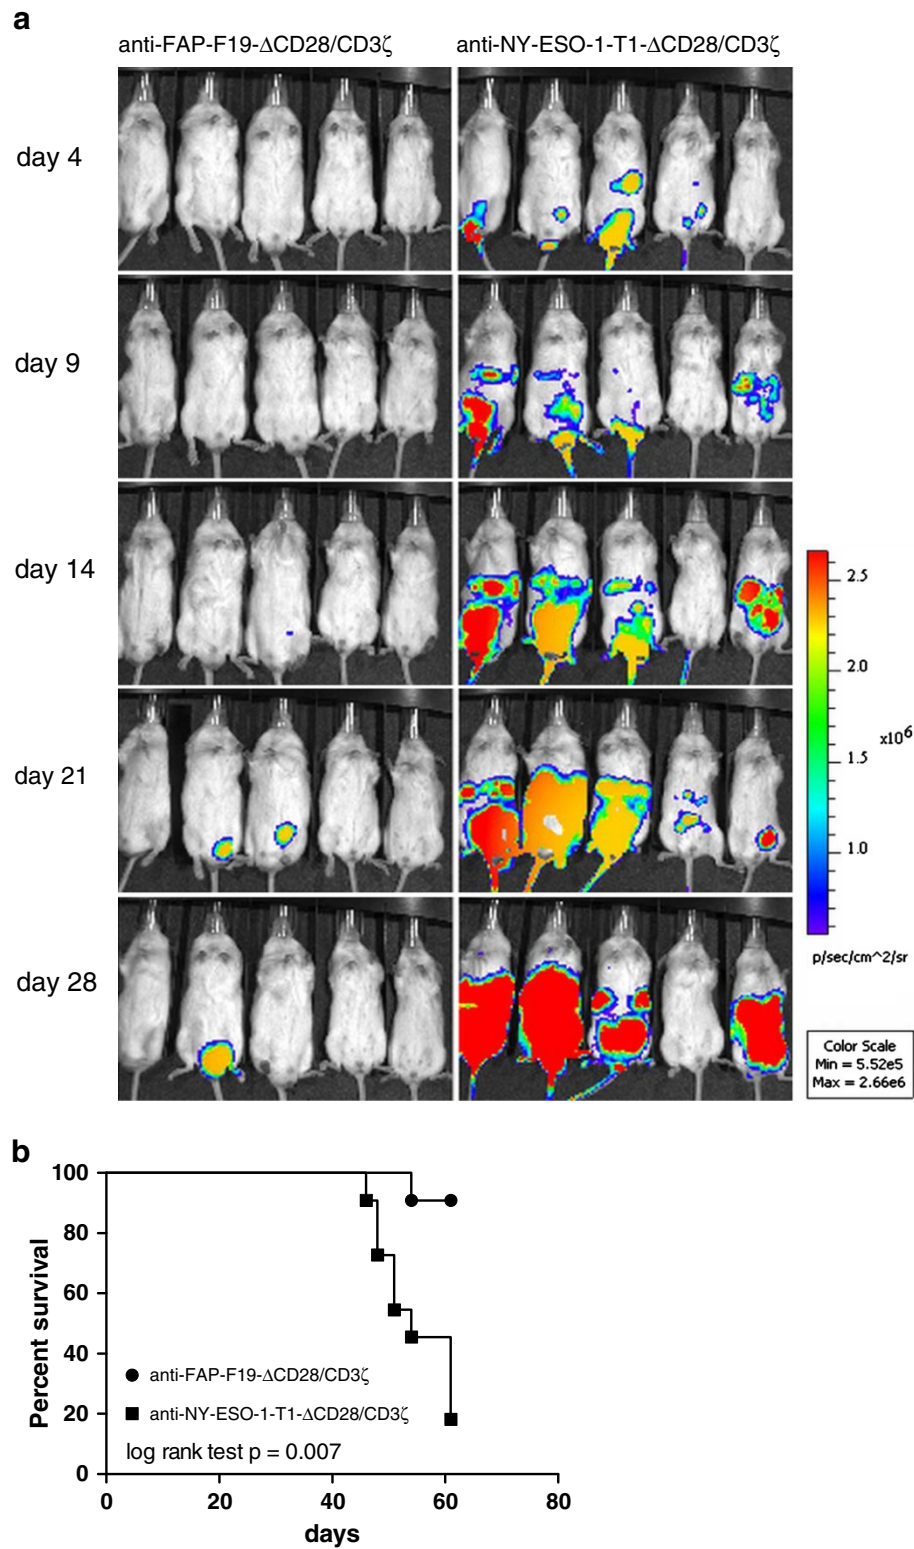 a
anti-FAP-F19-ΔCD28/CD3ζ
anti-NY-ESO-1-T1-ΔCD28/CD3ζ
day 4
day 9
day 14
day 21
day 28
2.5
2.0
1.5
1.0
x10^6
p/sec/cm^2/sr
Color Scale
Min = 5.52e5
Max = 2.66e6
b
Percent survival
100
80
60
40
20
0
anti-FAP-F19-ΔCD28/CD3ζ
anti-NY-ESO-1-T1-ΔCD28/CD3ζ
log rank test p = 0.007
0 20 40 60 80
days